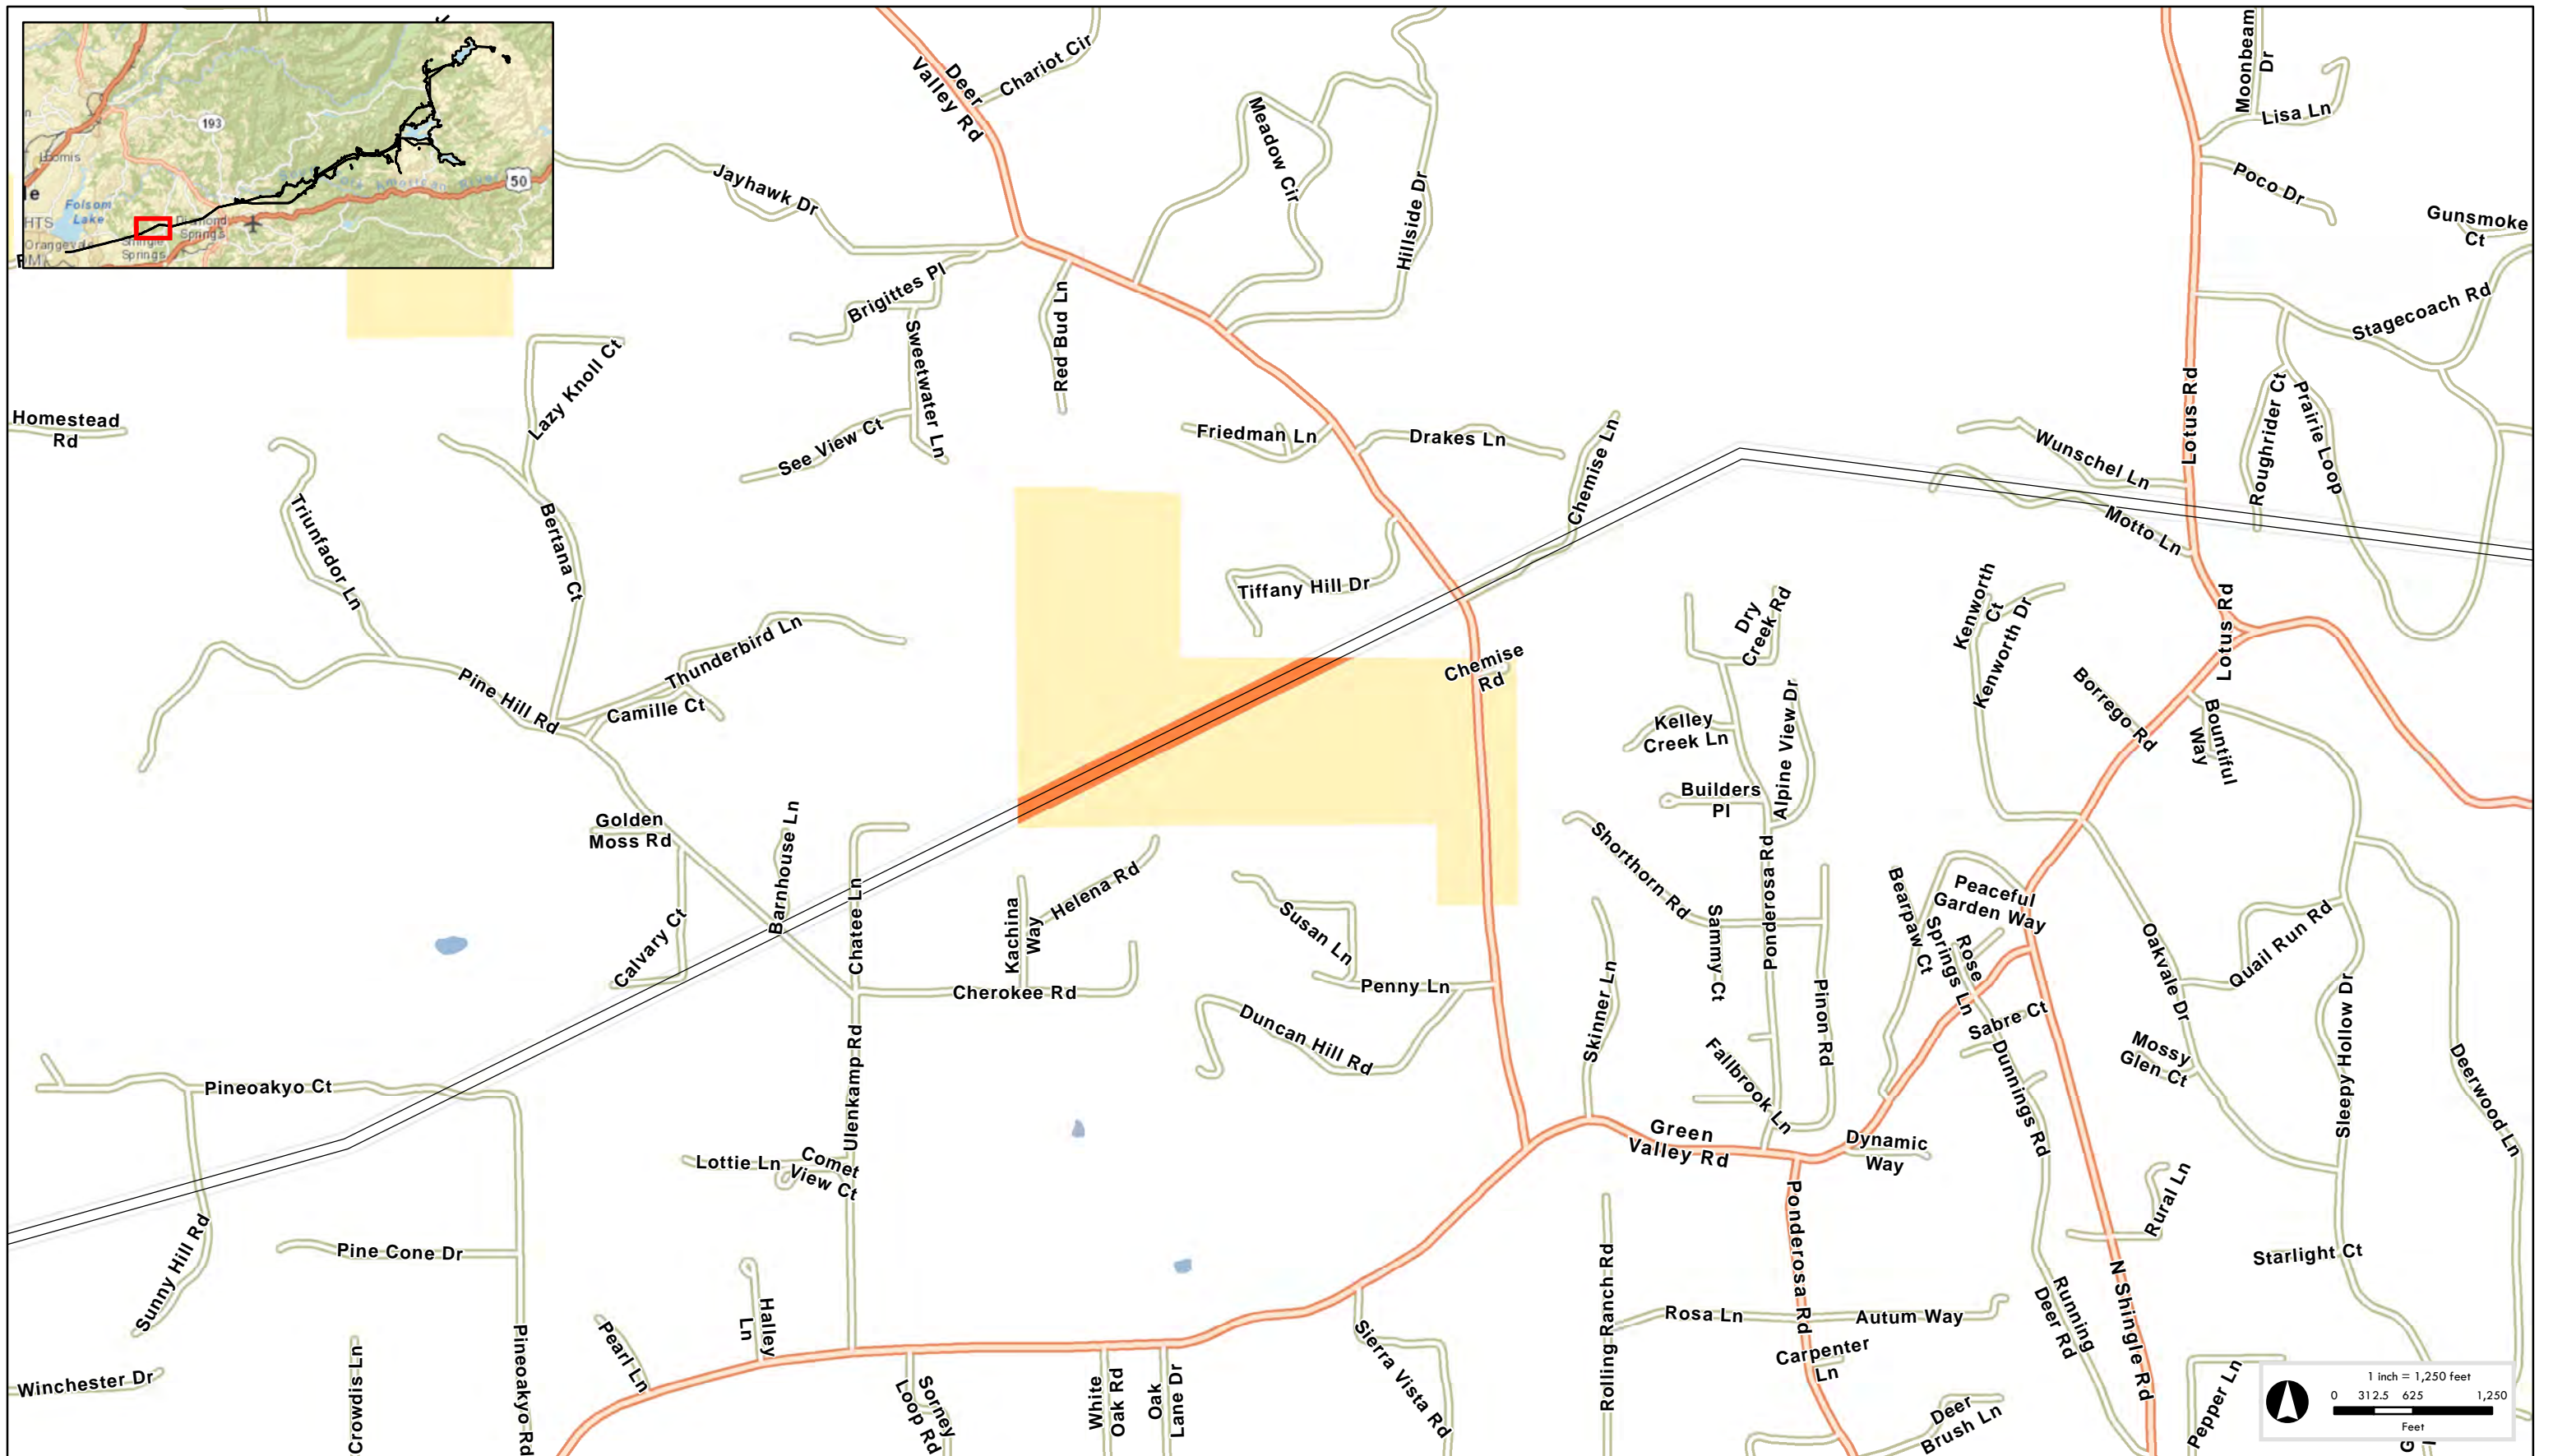 193
Loomis
le
Folsom
Lake
HTS
Orangeva
Diamond
Springs
Shingle
Springs
50
Deer
Valley Rd
Chariot Cir
Jayhawk Dr
Meadow Cir
Hillside Dr
Moonbeam
Dr
Lisa Ln
Poco Dr
Gunsmoke
Ct
Stagecoach Rd
Brigittes Pl
Red Bud Ln
Sweetwater Ln
See View Ct
Lazy Knoll Ct
Homestead
Rd
Friedman Ln
Drakes Ln
Chemise Ln
Wunschel Ln
Lotus Rd
Roughrider Ct
Prairie Loop
Motto Ln
Triunfador Ln
Bertana Ct
Tiffany Hill Dr
Thunderbird Ln
Pine Hill Rd
Camille Ct
Chemise
Rd
Dry
Creek Rd
Kenworth
Ct
Kenworth Dr
Lotus Rd
Borrego Rd
Bountiful
Way
Kelley
Creek Ln
Alpine View Dr
Builders
Pl
Golden
Moss Rd
Barnhouse Ln
Chatee Ln
Calvary Ct
Kachina
Way
Helena Rd
Susan Ln
Shorthorn Rd
Sammy Ct
Ponderosa Rd
Pinon Rd
Bearpaw Ct
Peaceful
Garden Way
Rose
Springs Ln
Oakvale Dr
Quail Run Rd
Cherokee Rd
Penny Ln
Duncan Hill Rd
Skinner Ln
Sabre Ct
Mossy
Glen Ct
Sleepy Hollow Dr
Deerwood Ln
Pineoakyo Ct
Ulenkamp Rd
Fallbrook Ln
Dunnings Rd
Lottie Ln
Comet
View Ct
Green
Valley Rd
Dynamic
Way
Rural Ln
Sunny Hill Rd
Pine Cone Dr
Starlight Ct
Halley
Ln
Pearl Ln
Pineoakyo Rd
Crowdis Ln
Winchester Dr
Sorney
Loop Rd
White
Oak Rd
Oak
Lane Dr
Sierra Vista Rd
Rolling Ranch Rd
Rosa Ln
Ponderosa Rd
Autum Way
Carpenter
Ln
Running
Deer Rd
N Shingle Rd
Deer
Brush Ln
Pepper Ln
1 inch = 1,250 feet
0 312.5 625 1,250
Feet